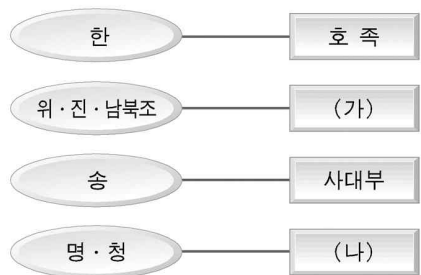 한 호 족
위 · 진 · 남북조 (가)
송 사대부
명 · 청 (나)